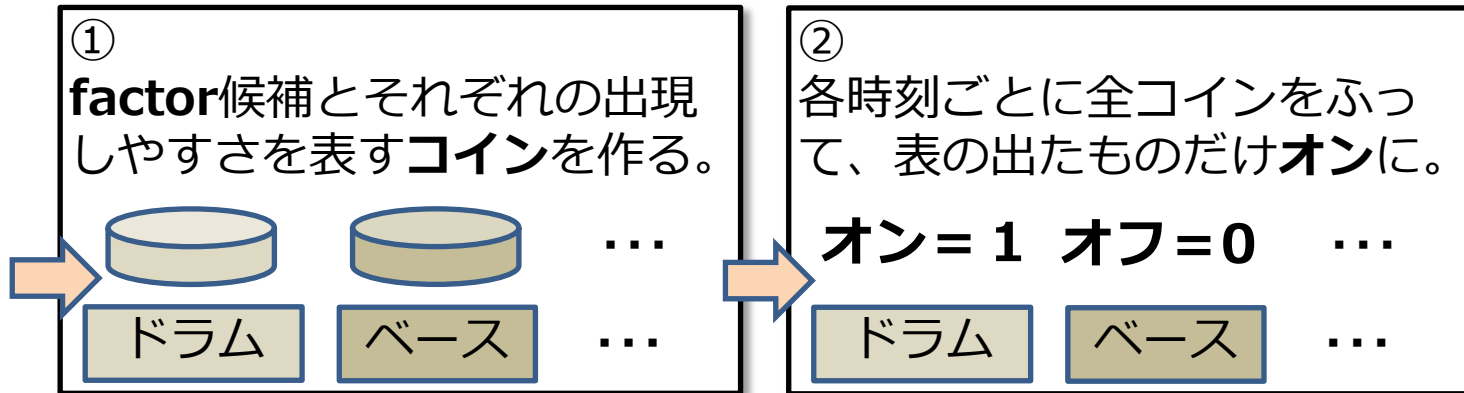 ①
factor候補とそれぞれの出現
しやすさを表すコインを作る。
…
ドラム ベース …
②
各時刻ごとに全コインをふっ
て、表の出たものだけオンに。
オン=1 オフ=0 …
ドラム ベース …